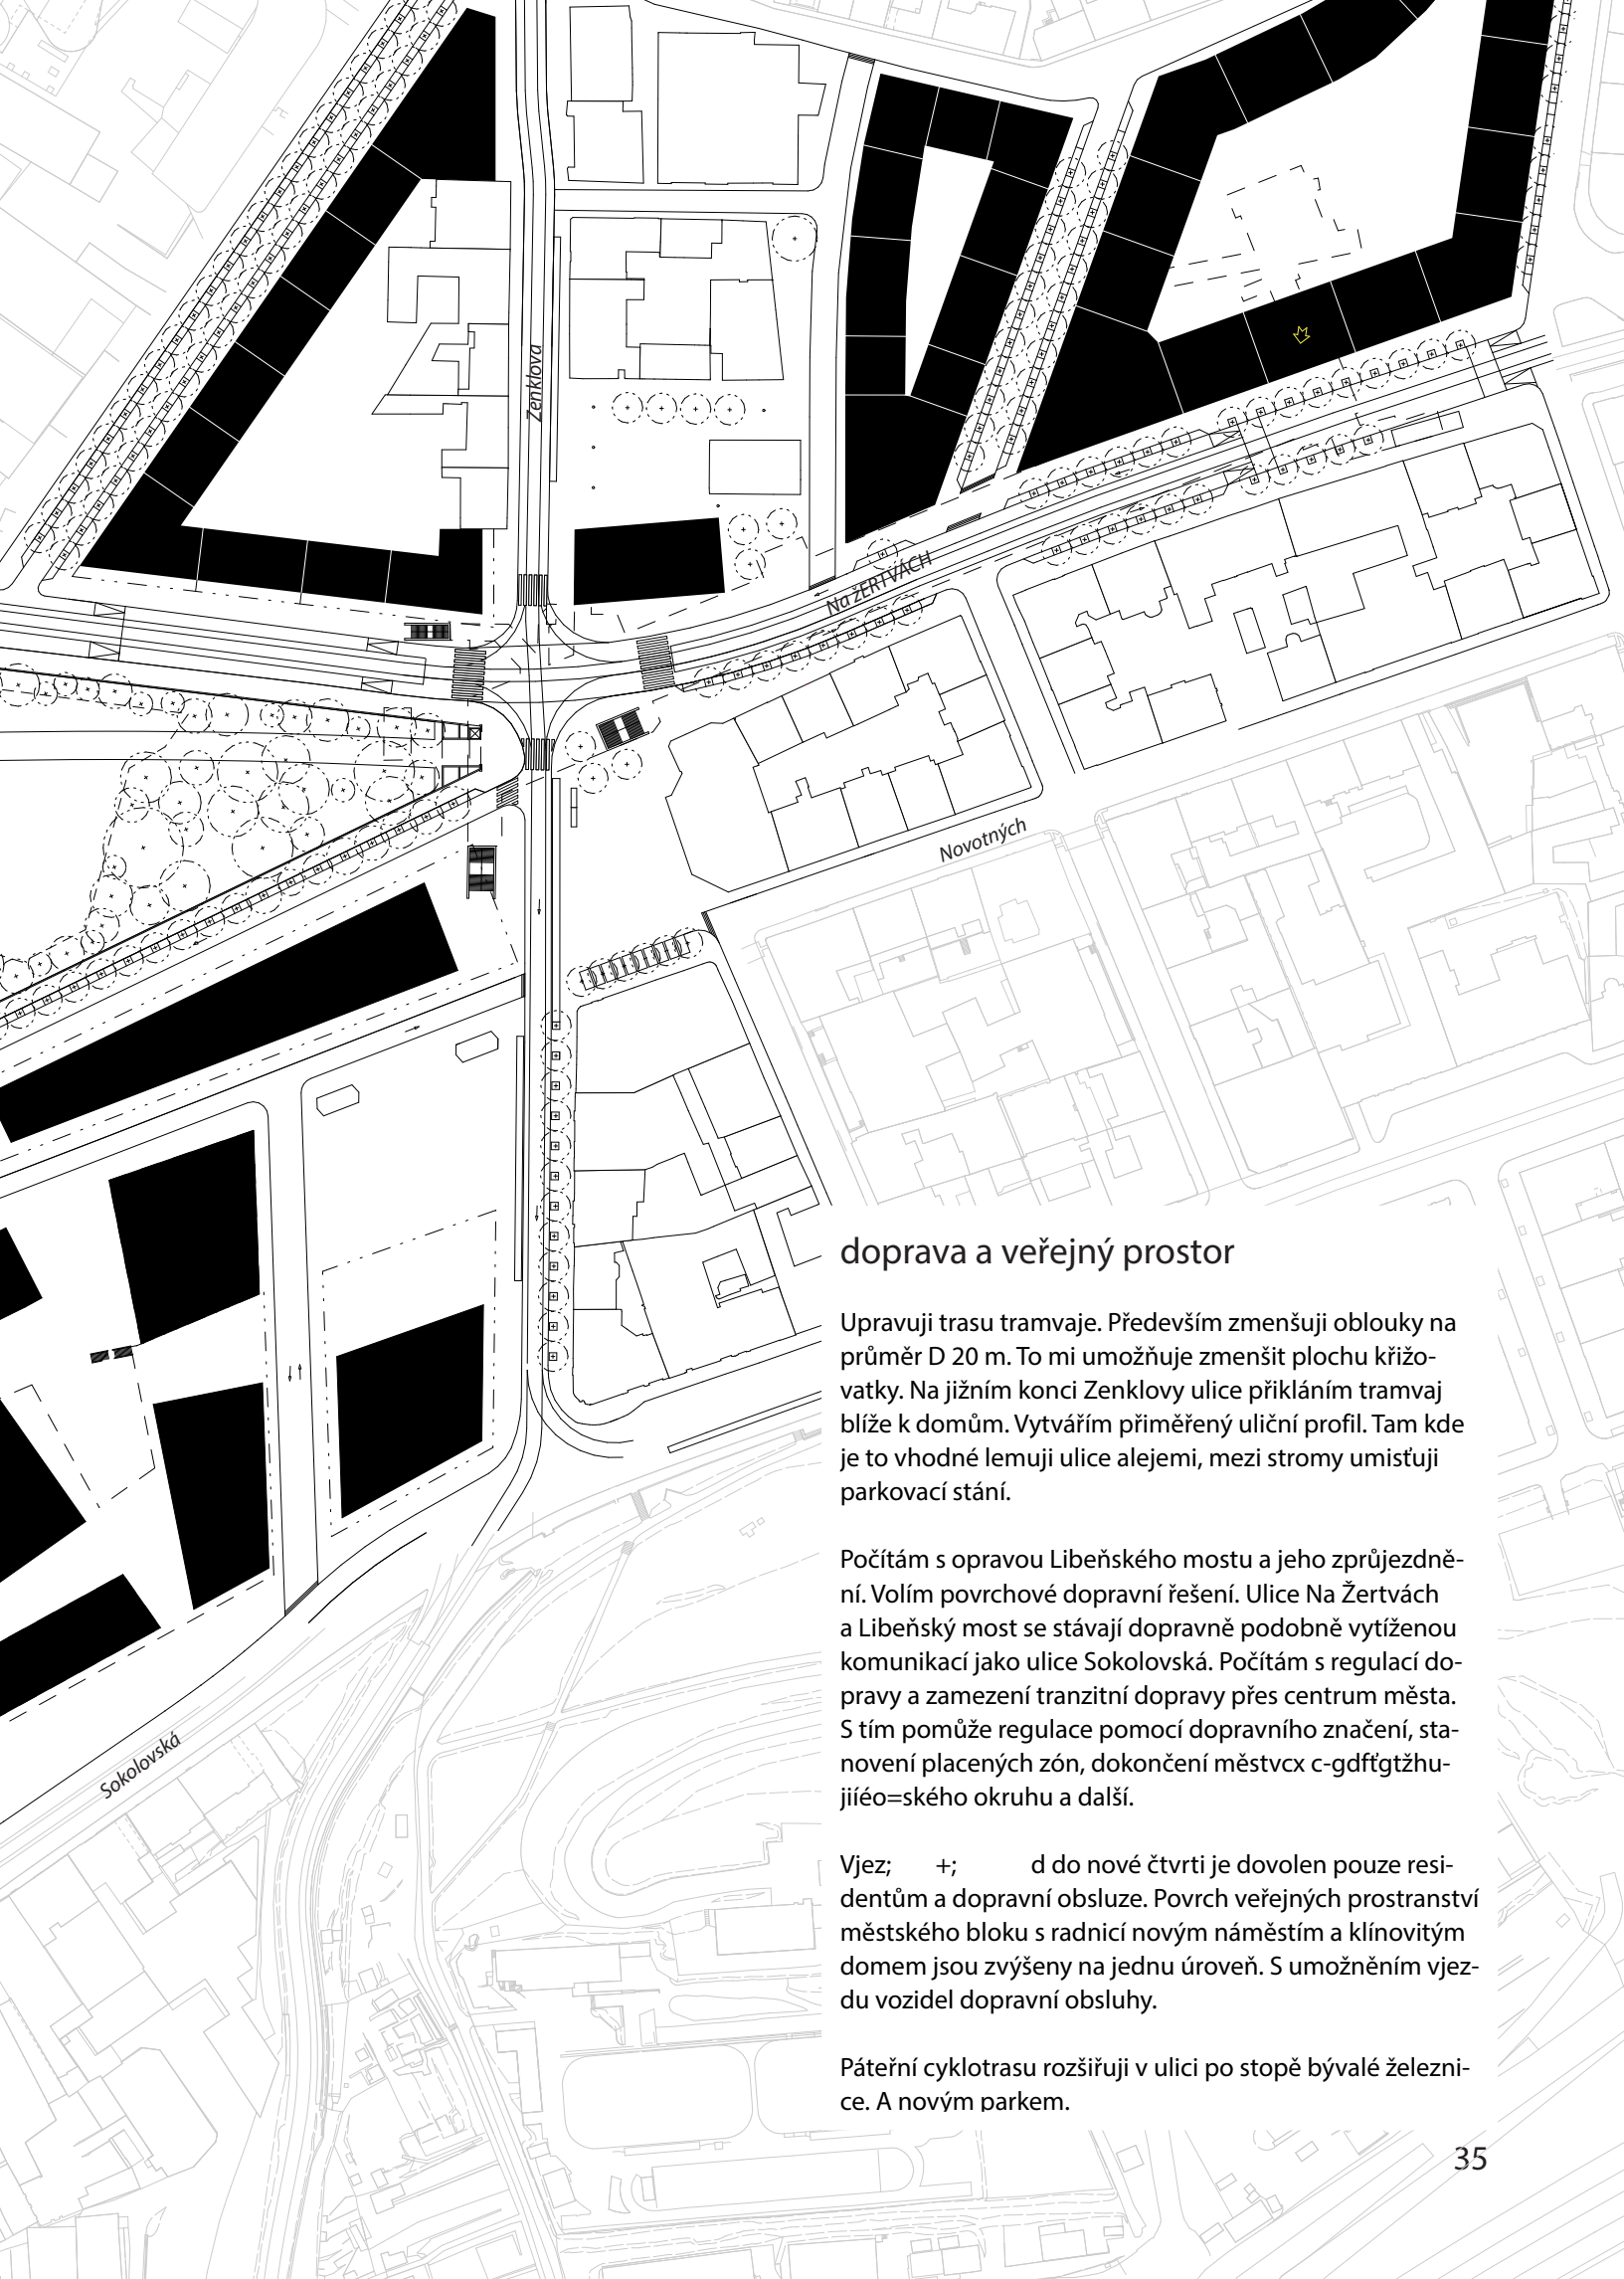 Zenklova
Na žERTVÁCH
Novotných
Sokolovská
doprava a veřejný prostor
Upravuji trasu tramvaje. Především zmenšuji oblouky na
průměr D 20 m. To mi umožňuje zmenšit plochu křižo-
vatky. Na jižním konci Zenklovy ulice přikláním tramvaj
blíže k domům. Vytvářím přiměřený uliční profil. Tam kde
je to vhodné lemuji ulice alejemi, mezi stromy umisťuji
parkovací stání.
Počítám s opravou Libeňského mostu a jeho zprůjezdně-
ní. Volím povrchové dopravní řešení. Ulice Na Žertvách
a Libeňský most se stávají dopravně podobně vytíženou
komunikací jako ulice Sokolovská. Počítám s regulací do-
pravy a zamezení tranzitní dopravy přes centrum města.
S tím pomůže regulace pomocí dopravního značení, sta-
novení placených zón, dokončení městvcx c-gdfťgtžhu-
jiíéo=ského okruhu a další.
Vjez; +; d do nové čtvrti je dovolen pouze resi-
dentům a dopravní obsluze. Povrch veřejných prostranství
městského bloku s radnicí novým náměstím a klínovitým
domem jsou zvýšeny na jednu úroveň. S umožněním vjez-
du vozidel dopravní obsluhy.
Páteřní cyklotrasu rozšiřuji v ulici po stopě bývalé železni-
ce. A novým parkem.
35